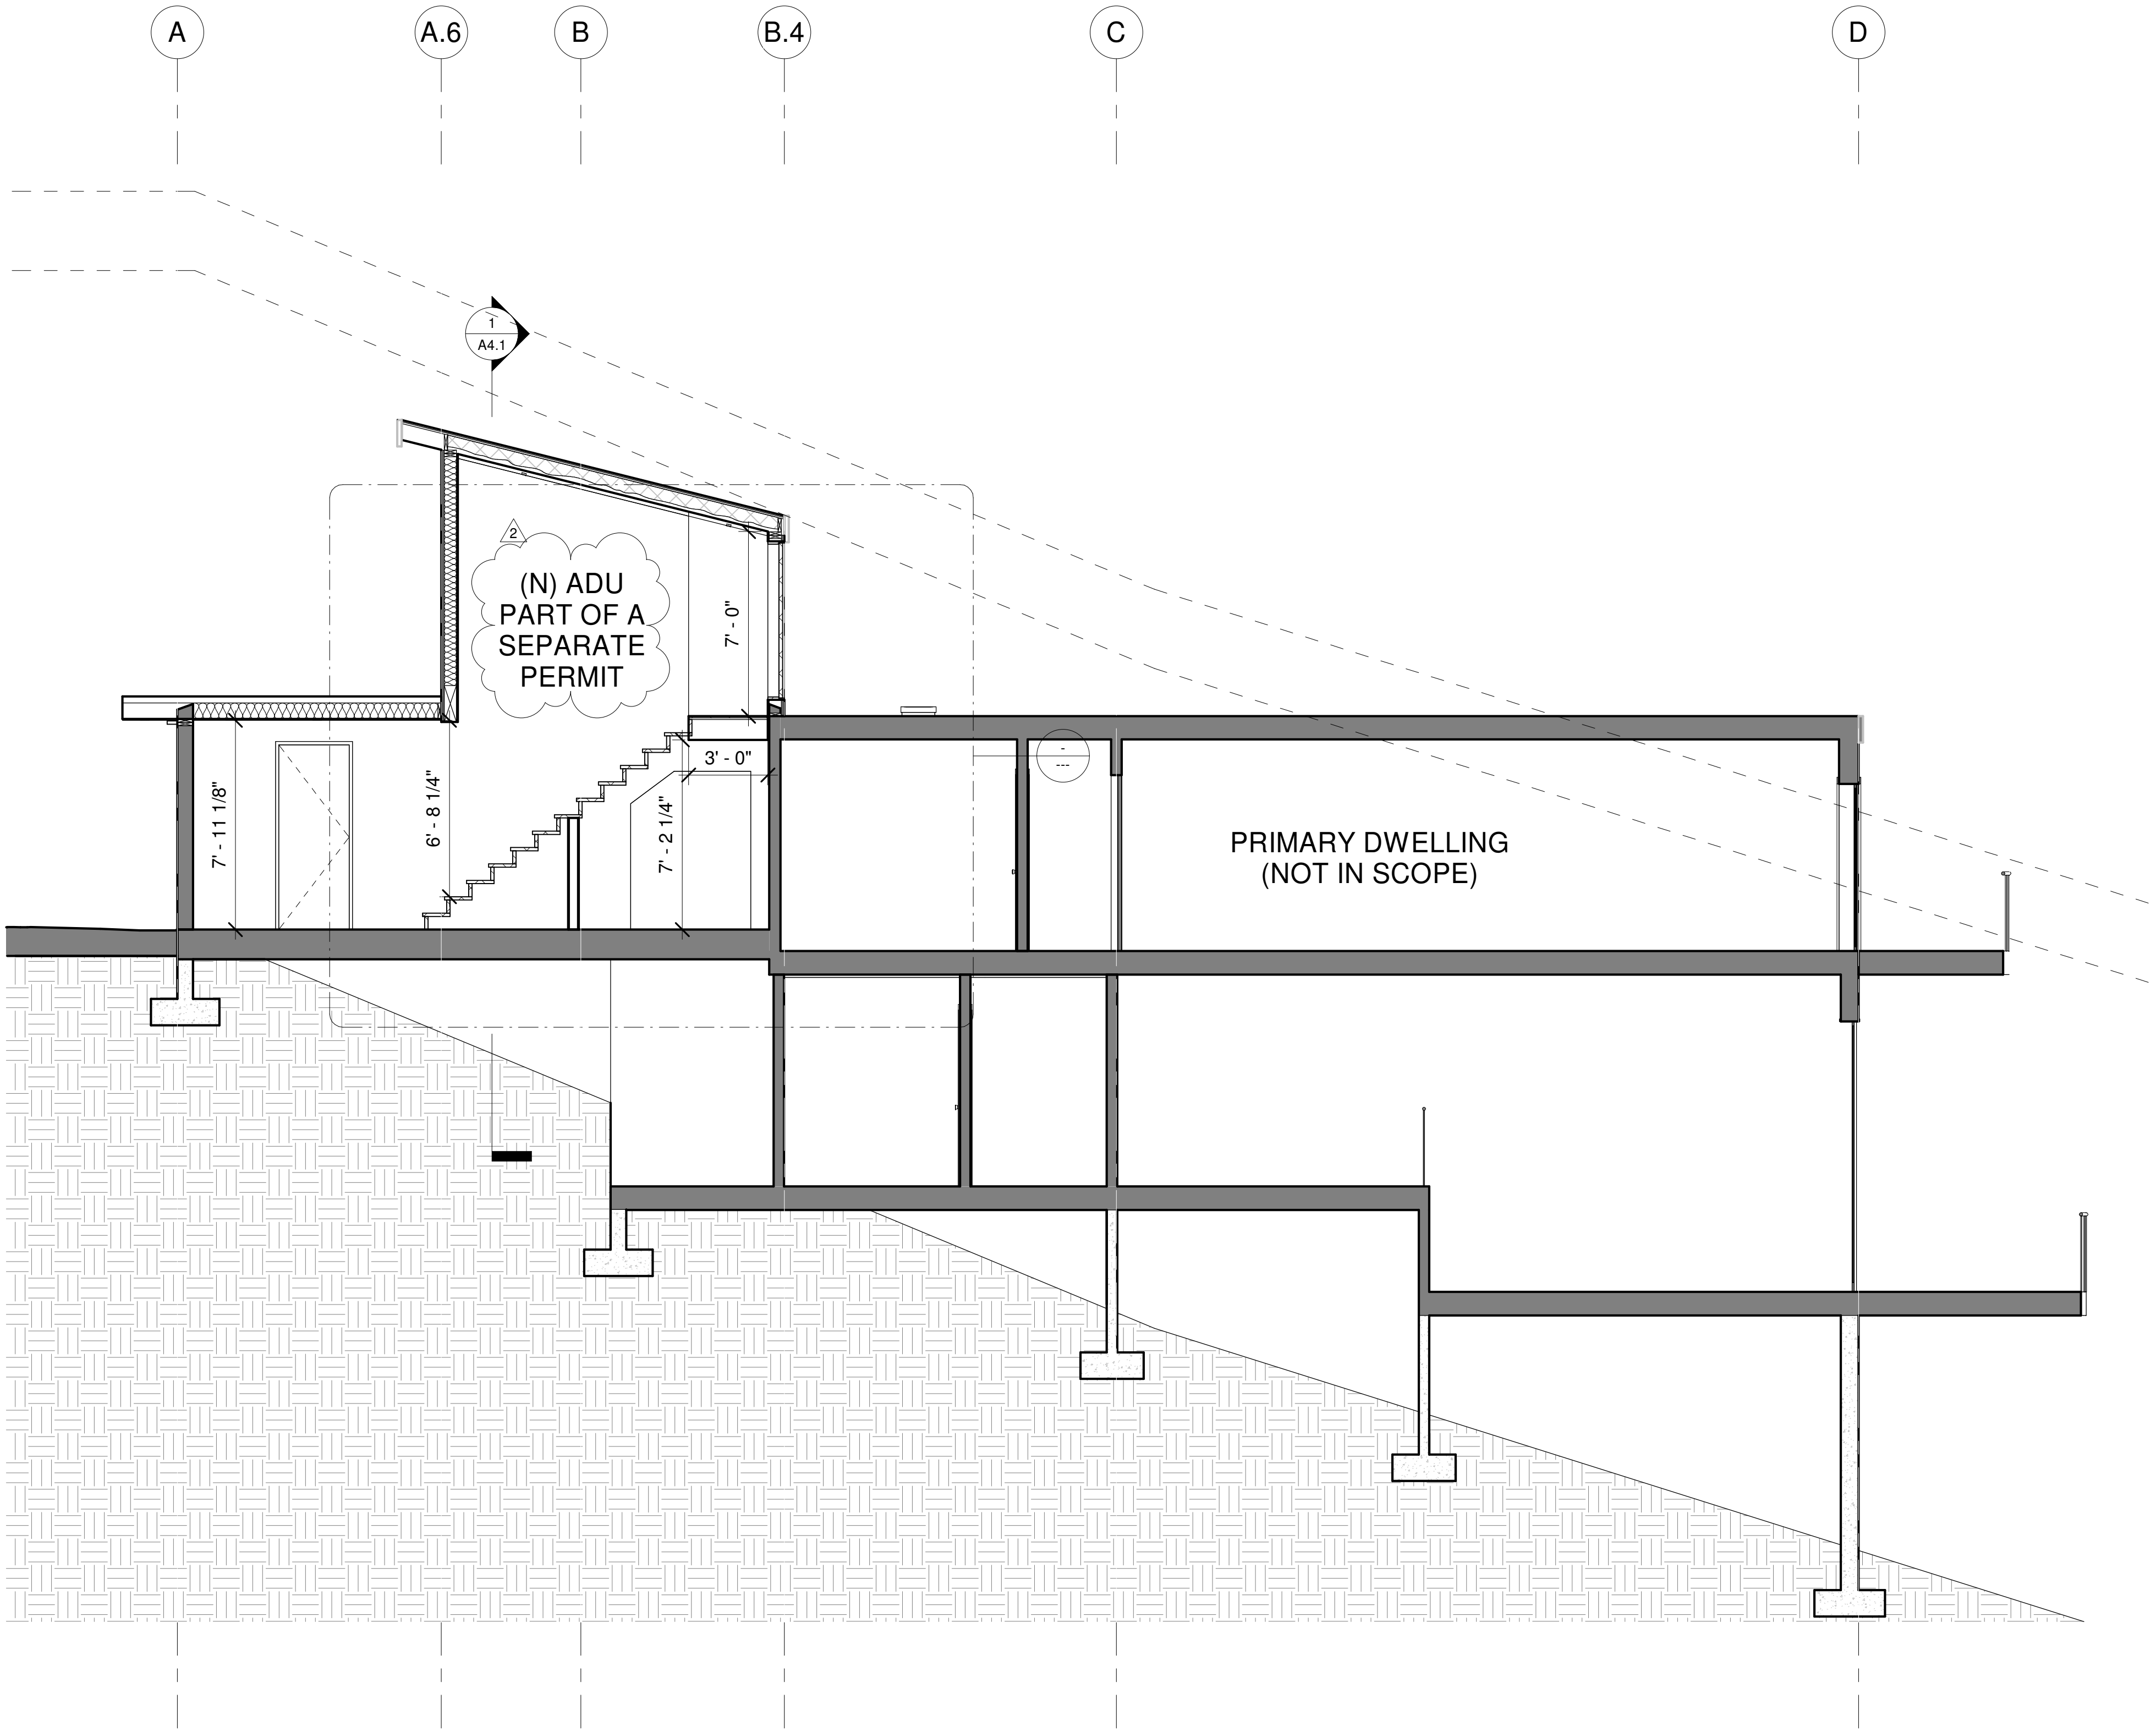 A
A.6
B
B.4
C
D
1
A4.1
2
(N) ADU
PART OF A
SEPARATE
PERMIT
7' - 0"
3' - 0"
-
---
7' - 11 1/8"
6' - 8 1/4"
7' - 2 1/4"
PRIMARY DWELLING
(NOT IN SCOPE)